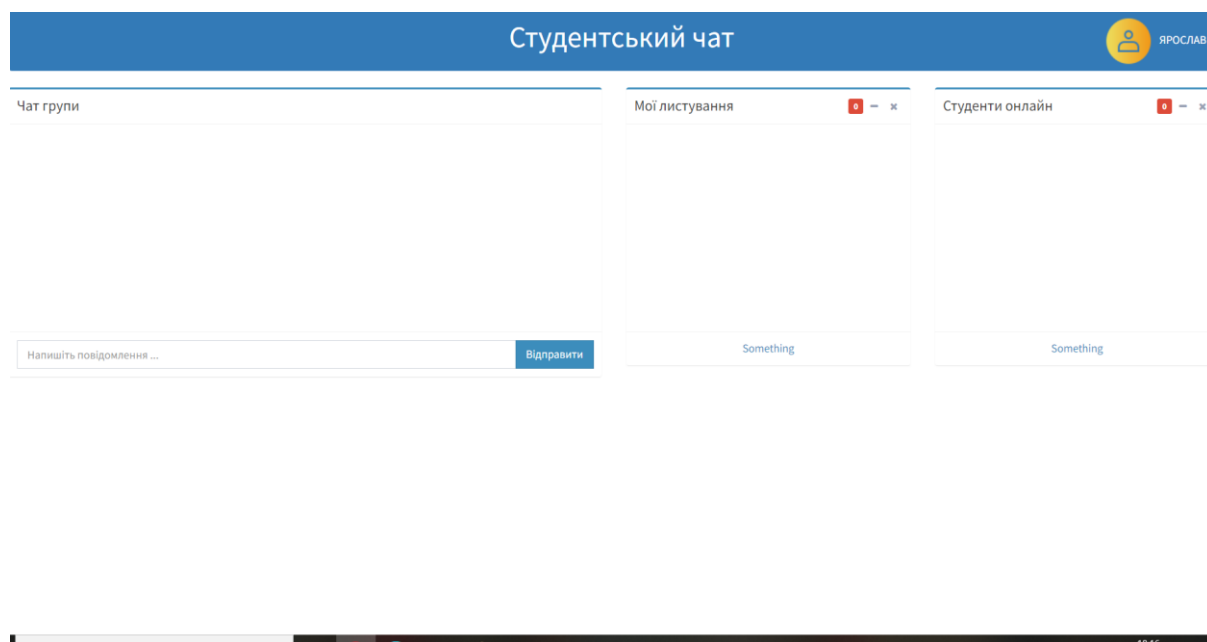 Студентський чат
ЯРОСЛАВ
Чат групи
Мої листування 0
Студенти онлайн 0
Напишіть повідомлення ... Відправити
Something
Something